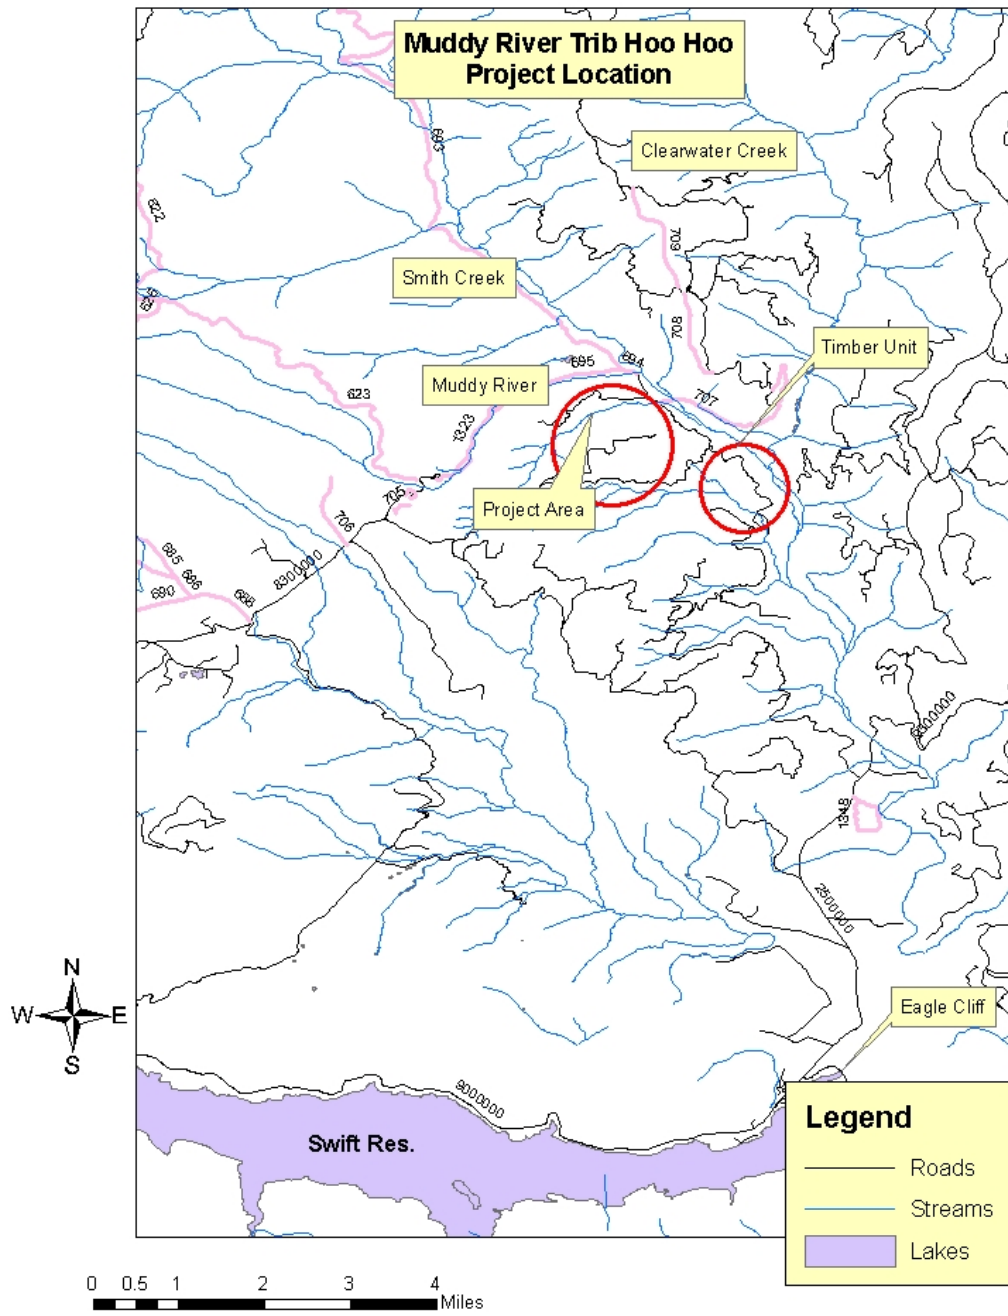 Muddy River Trib Hoo Hoo
Project Location
693
Clearwater Creek
622
709
Smith Creek
708
Timber Unit
695
694
623
Muddy River
707
1323
705
Project Area
706
685
686
8300000
690
688
1348
2500000
N
W
E
S
Eagle Cliff
9000000
Swift Res.
Legend
Roads
Streams
Lakes
0 0.5 1 2 3 4
Miles